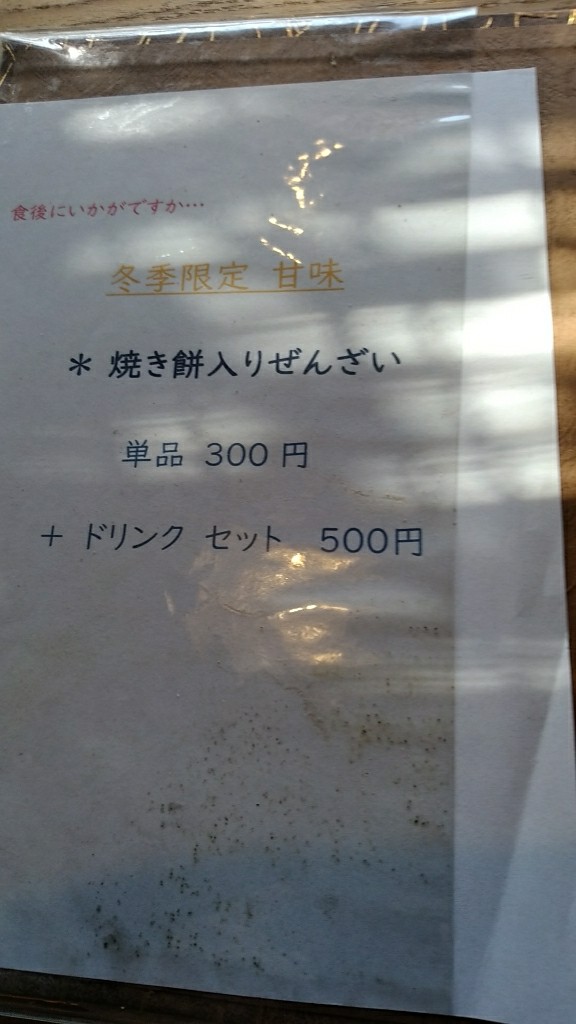 食後にいかがですか…
冬季限定 甘味
＊ 焼き餅入りぜんざい
単品 300 円
＋ ドリンク セット 500円